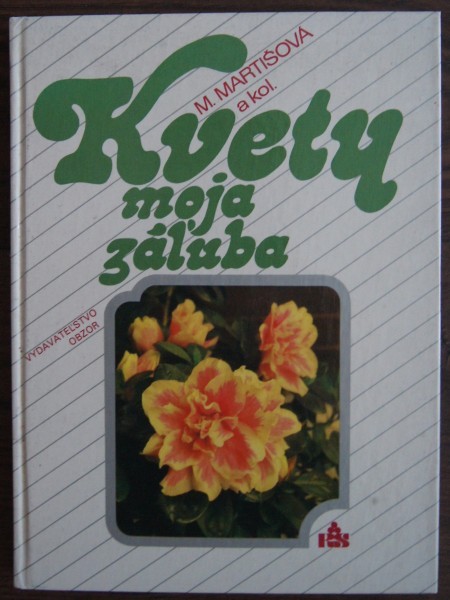 M. MARTIŠOVÁ
a kol.
Kvety
moja
záľuba
VYDAVATEĽSTVO
OBZOR